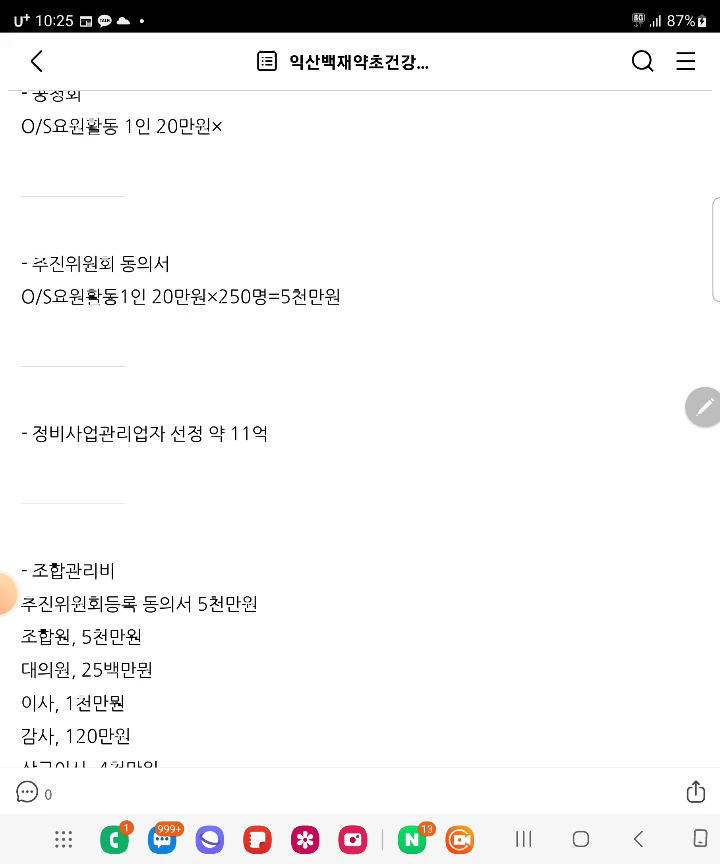 U+ 10:25 87%
익산백재약초건강...
O/S요원활동 1인 20만원×
- 추진위원회 동의서
O/S요원활동1인 20만원×250명=5천만원
- 정비사업관리업자 선정 약 11억
- 조합관리비
추진위원회등록 동의서 5천만원
조합원, 5천만원
대의원, 25백만뭔
이사, 1천만뭔
감사, 120만원
0
1 999+ N 13